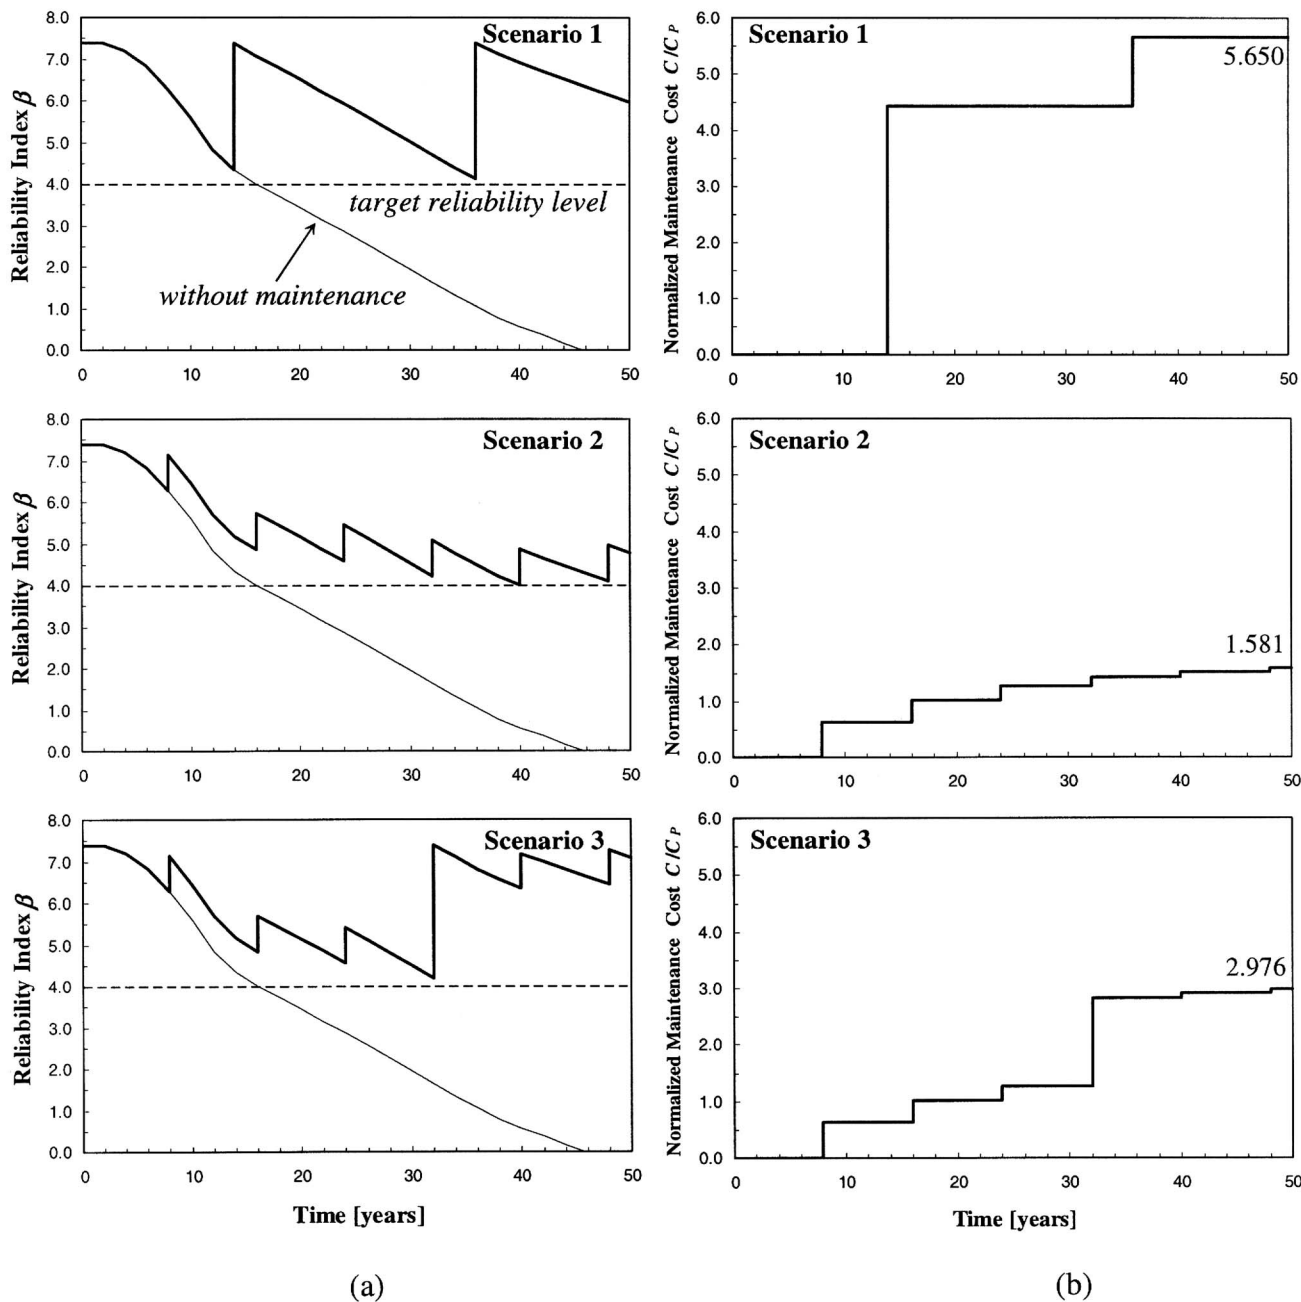 Scenario 1
Reliability Index β
8.0
7.0
6.0
5.0
4.0
3.0
2.0
1.0
0.0
target reliability level
without maintenance
0 10 20 30 40 50
Scenario 1
Normalized Maintenance Cost C/C P
6.0
5.0
4.0
3.0
2.0
1.0
0.0
5.650
0 10 20 30 40 50
Scenario 2
Reliability Index β
8.0
7.0
6.0
5.0
4.0
3.0
2.0
1.0
0.0
0 10 20 30 40 50
Scenario 2
Normalized Maintenance Cost C/C P
6.0
5.0
4.0
3.0
2.0
1.0
0.0
1.581
0 10 20 30 40 50
Scenario 3
Reliability Index β
8.0
7.0
6.0
5.0
4.0
3.0
2.0
1.0
0.0
0 10 20 30 40 50
Time [years]
(a)
Scenario 3
Normalized Maintenance Cost C/C P
6.0
5.0
4.0
3.0
2.0
1.0
0.0
2.976
0 10 20 30 40 50
Time [years]
(b)